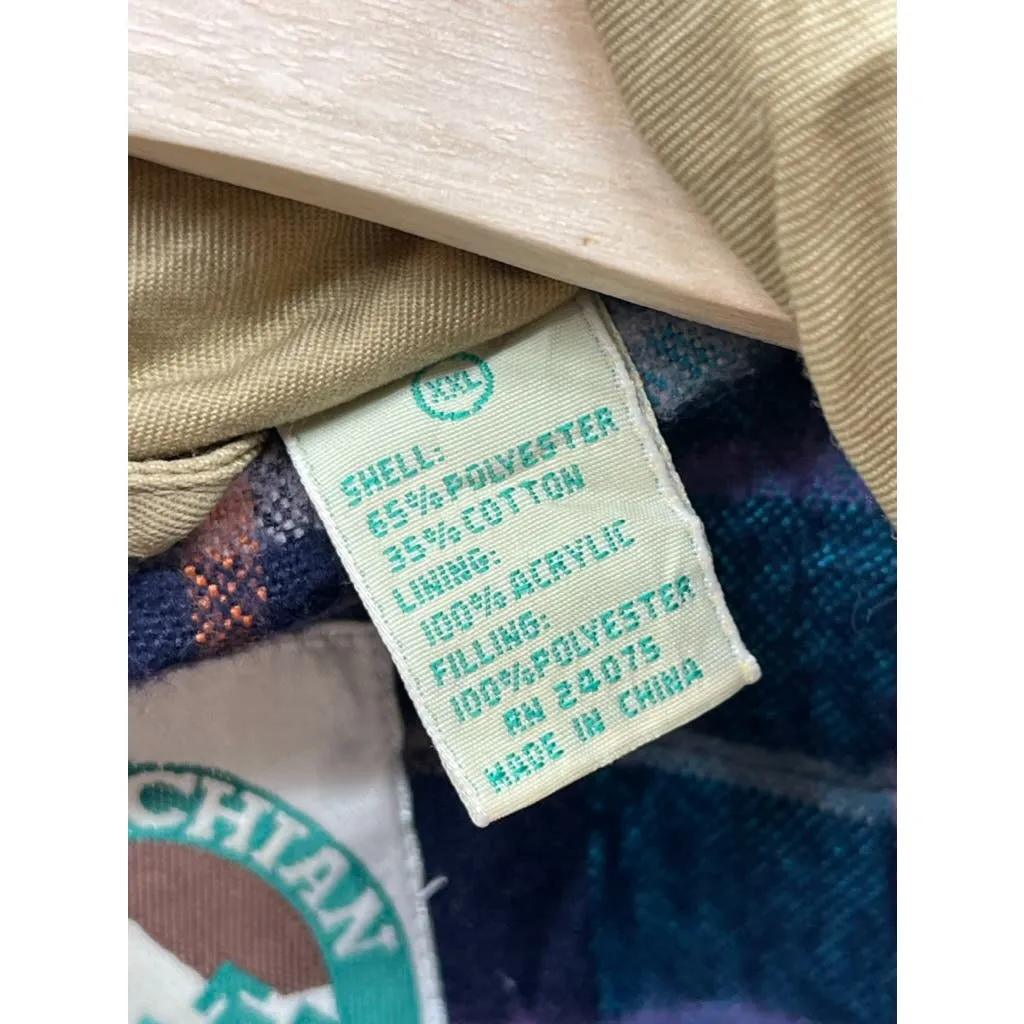 XXL
SHELL:
65% POLYESTER
35% COTTON
LINING:
100% ACRYLIC
FILLING:
100% POLYESTER
RN 24075
MADE IN CHINA
CHIAN